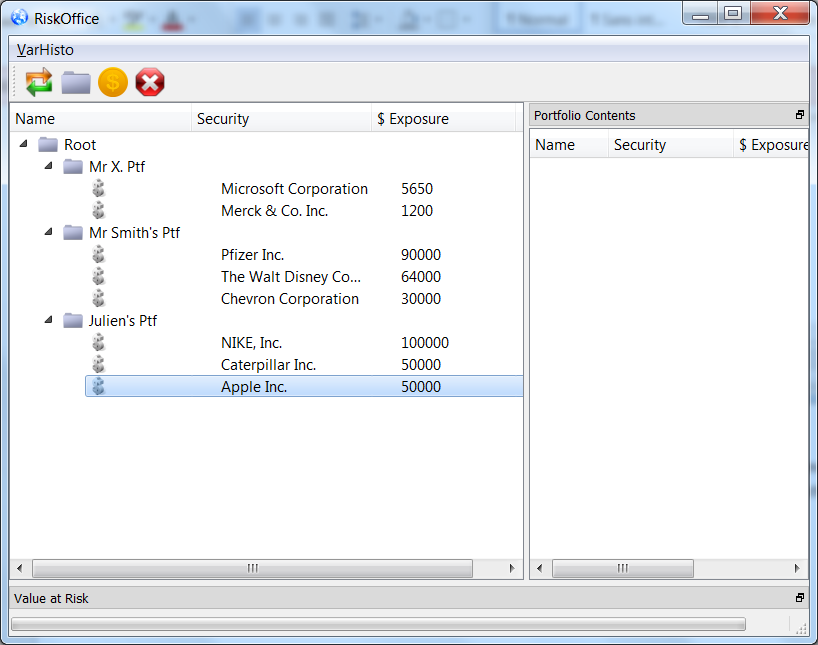 RiskOffice
¶ Normal
VarHisto
$
Name Security $ Exposure
Root
Mr X. Ptf
Microsoft Corporation 5650
Merck & Co. Inc. 1200
Mr Smith's Ptf
Pfizer Inc. 90000
The Walt Disney Co... 64000
Chevron Corporation 30000
Julien's Ptf
NIKE, Inc. 100000
Caterpillar Inc. 50000
Apple Inc. 50000
Portfolio Contents
Name Security $ Exposure
Value at Risk